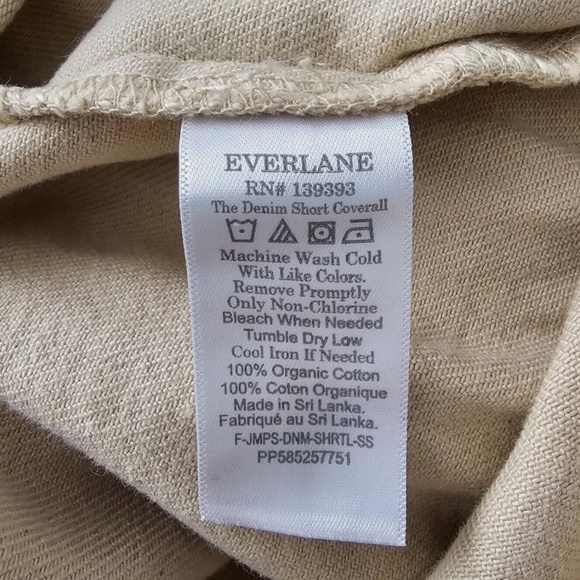 EVERLANE
RN# 139393
The Denim Short Coverall
Machine Wash Cold
With Like Colors.
Remove Promptly
Only Non-Chlorine
Bleach When Needed
Tumble Dry Low
Cool Iron If Needed
100% Organic Cotton
100% Coton Organique
Made in Sri Lanka.
Fabriqué au Sri Lanka.
F-JMPS-DNM-SHRTL-SS
PP585257751